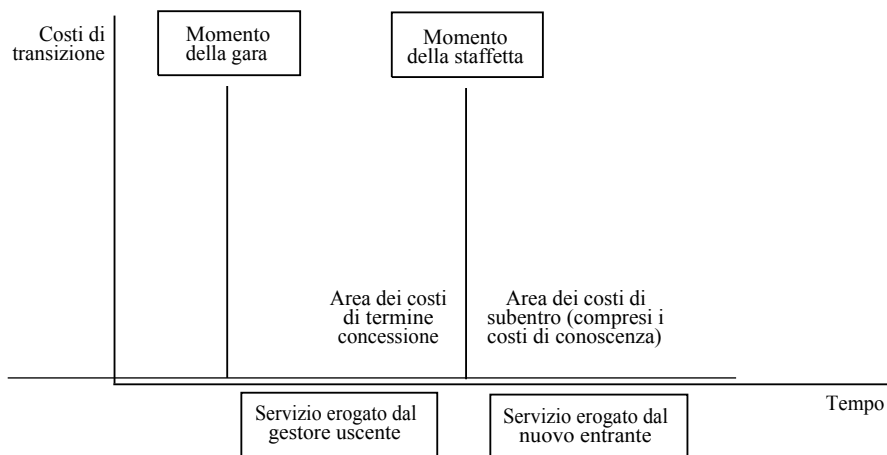 Costi di
transizione
Momento
della gara
Momento
della staffetta
Area dei costi
di termine
concessione
Area dei costi di
subentro (compresi i
costi di conoscenza)
Tempo
Servizio erogato dal
gestore uscente
Servizio erogato dal
nuovo entrante